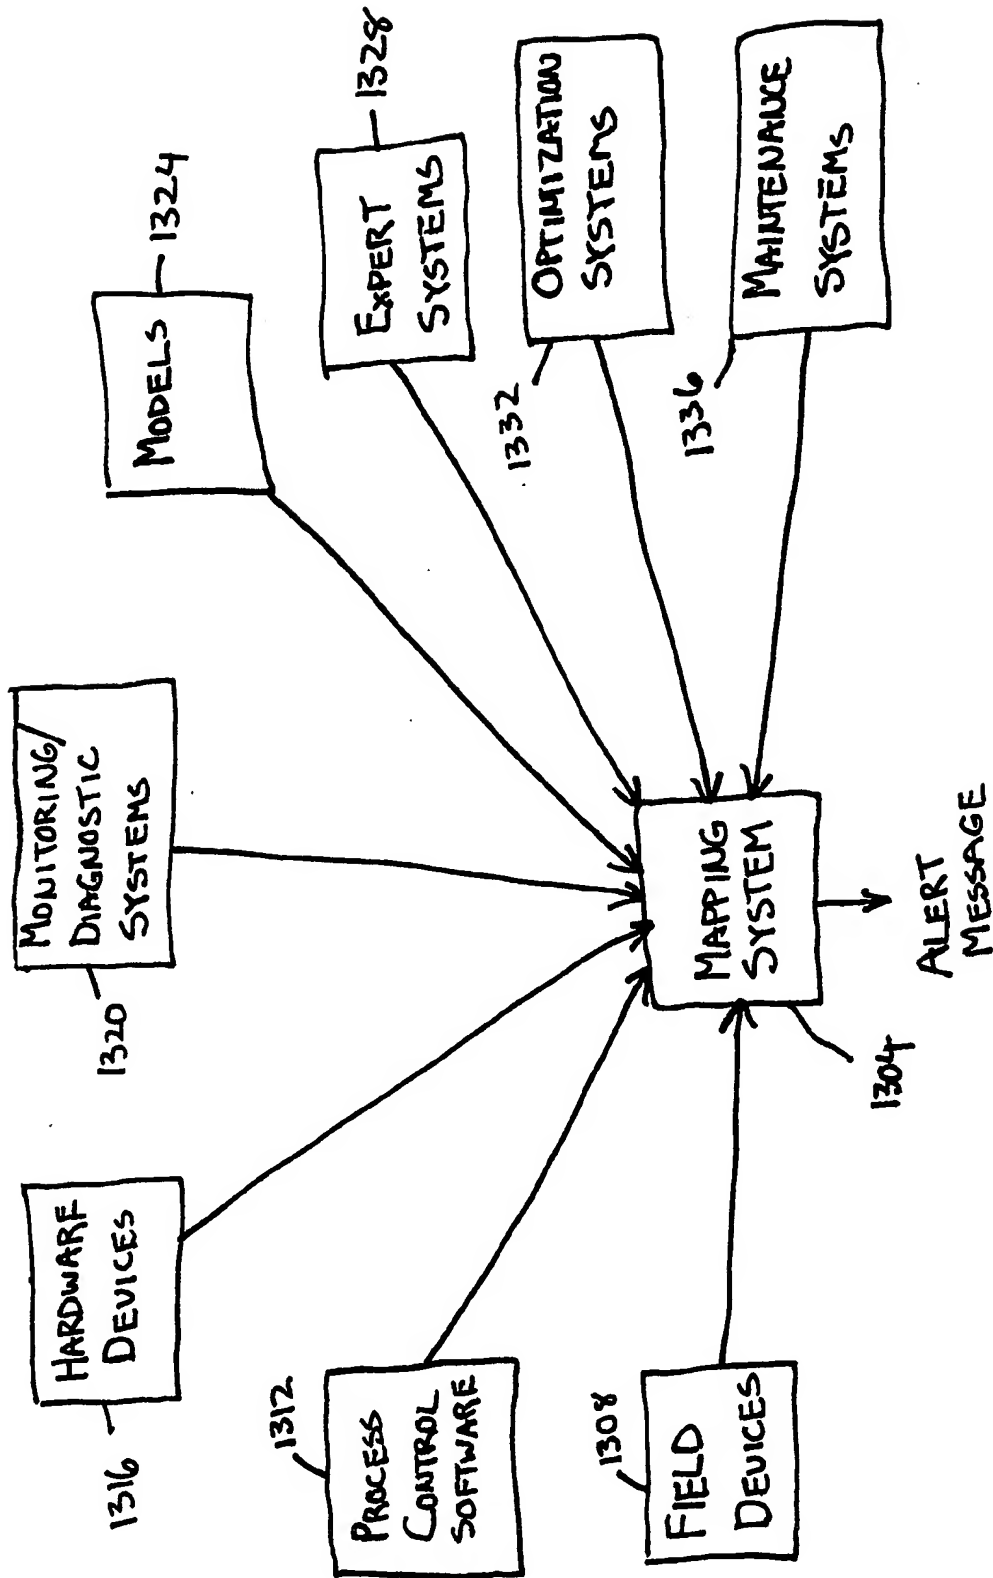 1316
HARDWARE
DEVICES
1320
MONITORING/
DIAGNOSTIC
SYSTEMS
MODELS
1324
EXPERT
SYSTEMS
1328
1312
PROCESS
CONTROL
SOFTWARE
1332
OPTIMIZATION
SYSTEMS
1308
FIELD
DEVICES
1336
MAINTENANCE
SYSTEMS
MAPPING
SYSTEM
1304
ALERT
MESSAGE